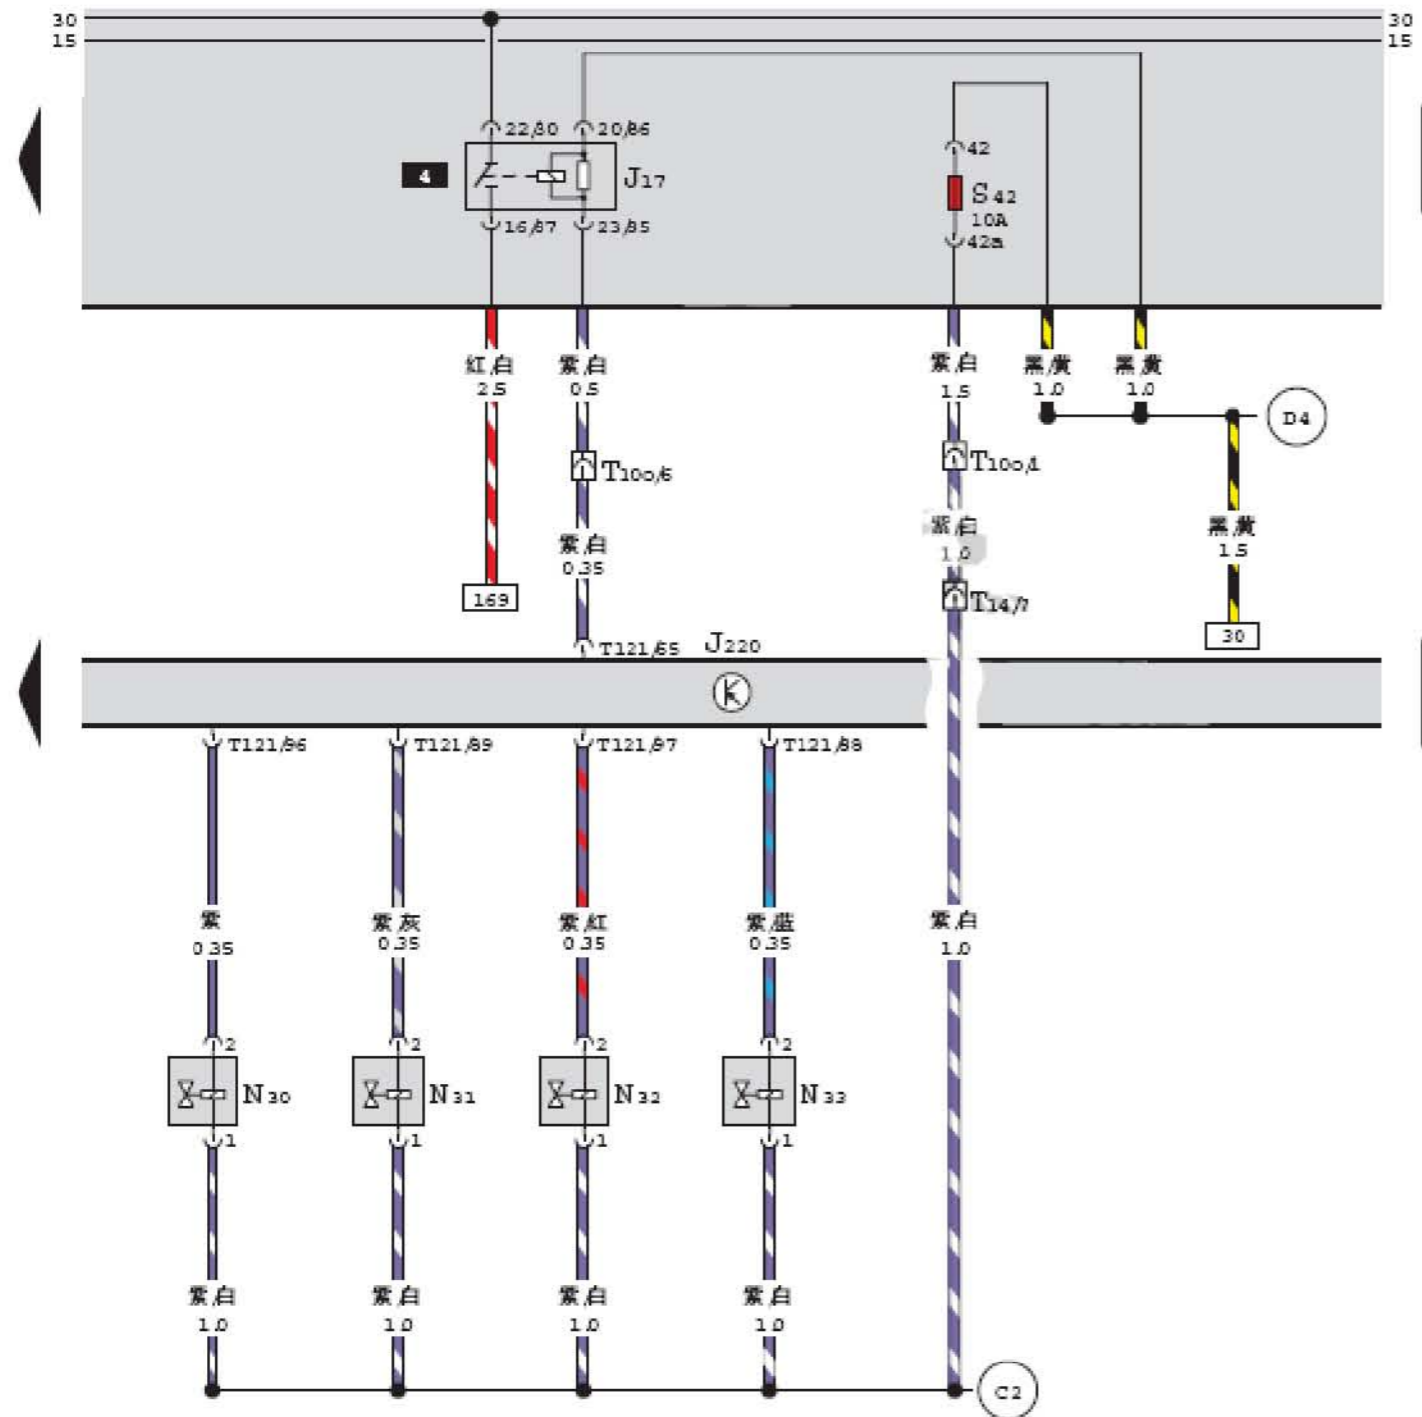 30 30
15 15
22/30 20/86
4 J17
16/87 23/85
42
S42
10A
42a
紅/白 紫/白 紫/白 黑/黄 黑/黄
2.5 0.5 1.5 1.0 1.0
D4
T10o/6 T10o/1
紫/白 紫/白 黑/黄
0.35 1.0 1.5
169 T14/7
30
T121/65 J220
K
T121/96 T121/89 T121/97 T121/88
紫 紫/灰 紫/紅 紫/蓝 紫/白
0.35 0.35 0.35 0.35 1.0
2 2 2 2
N30 N31 N32 N33
1 1 1 1
紫/白 紫/白 紫/白 紫/白
1.0 1.0 1.0 1.0
C2